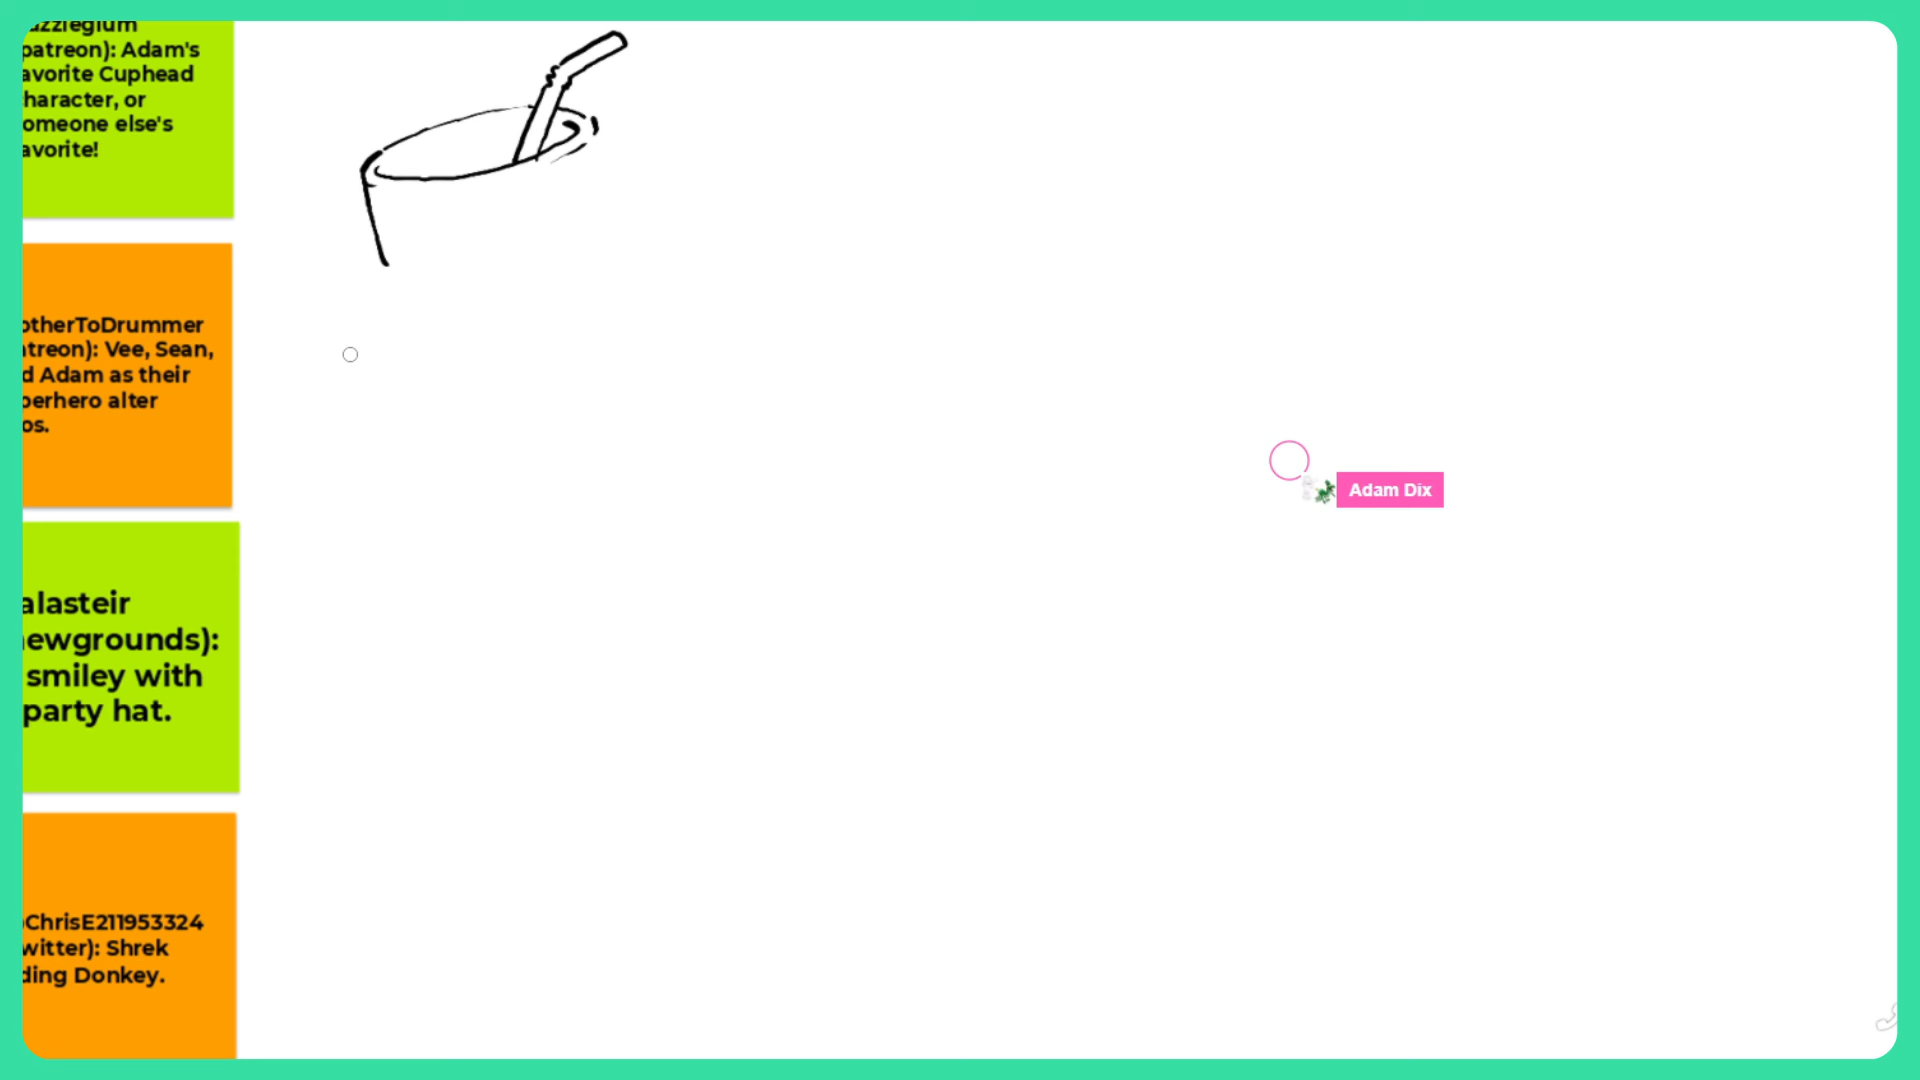 patreon): Adam's
avorite Cuphead
haracter, or
omeone else's
avorite!
otherToDrummer
treon): Vee, Sean,
d Adam as their
perhero alter
os.
alasteir
ewgrounds):
smiley with
party hat.
ChrisE211953324
witter): Shrek
ding Donkey.
Adam Dix